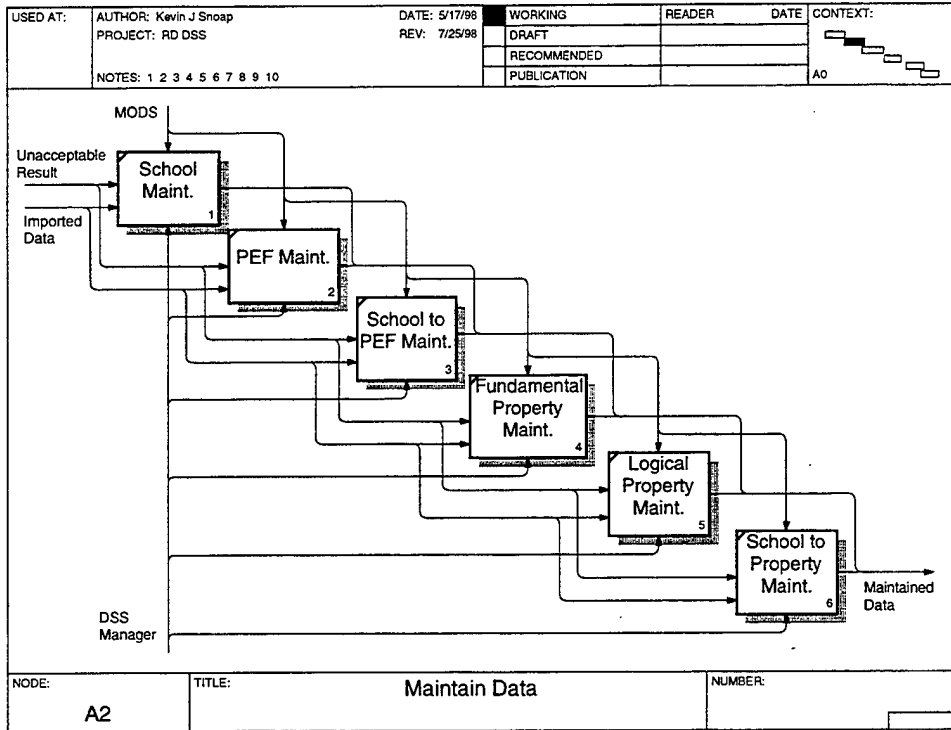 USED AT:
AUTHOR: Kevin J Snoap
DATE: 5/17/98
WORKING
READER
DATE
CONTEXT:
PROJECT: RD DSS
REV: 7/25/98
DRAFT
RECOMMENDED
NOTES: 1 2 3 4 5 6 7 8 9 10
PUBLICATION
A0
MODS
Unacceptable
Result
Imported
Data
School
Maint.
1
PEF Maint.
2
School to
PEF Maint.
3
Fundamental
Property
Maint.
4
Logical
Property
Maint.
5
School to
Property
Maint.
6
Maintained
Data
DSS
Manager
NODE:
A2
TITLE:
Maintain Data
NUMBER: